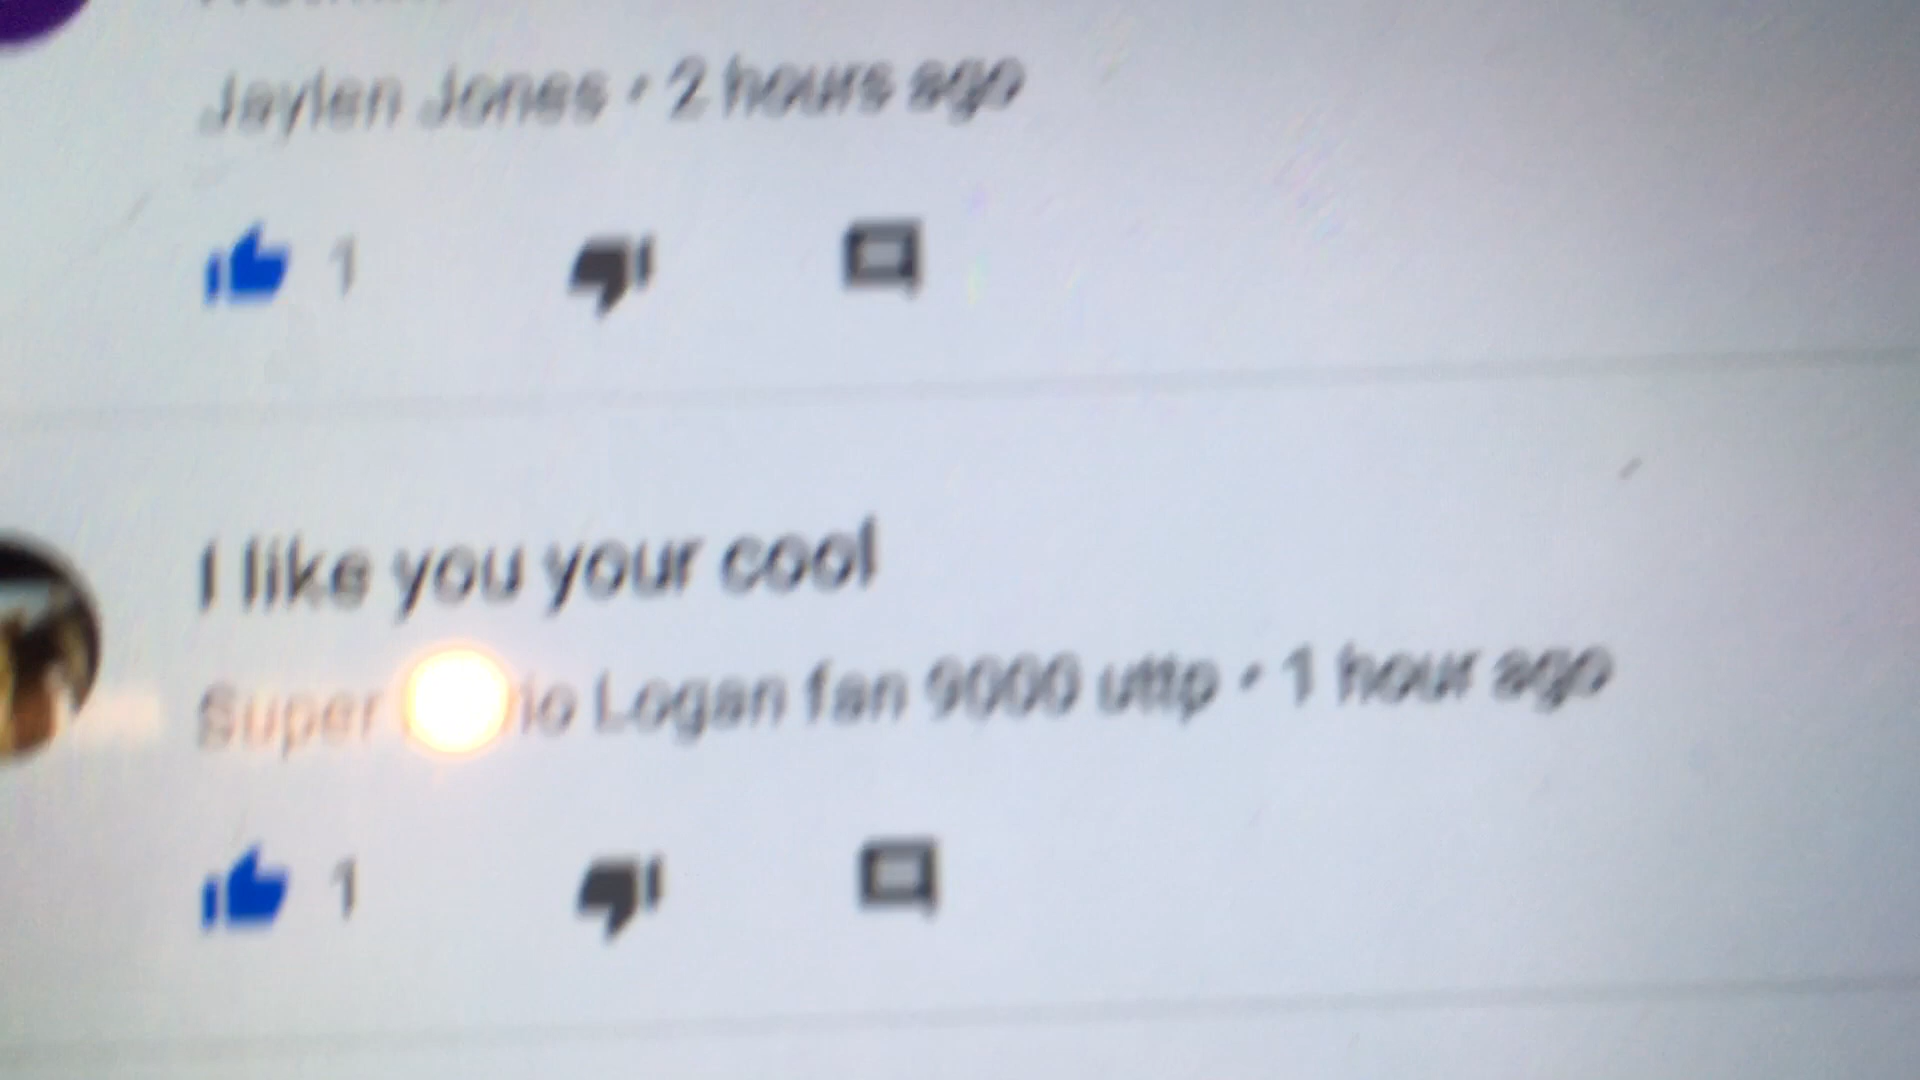 Jaylen Jones • 2 hours ago
1
I like you your cool
Super Logan fan 9000 uttp • 1 hour ago
1